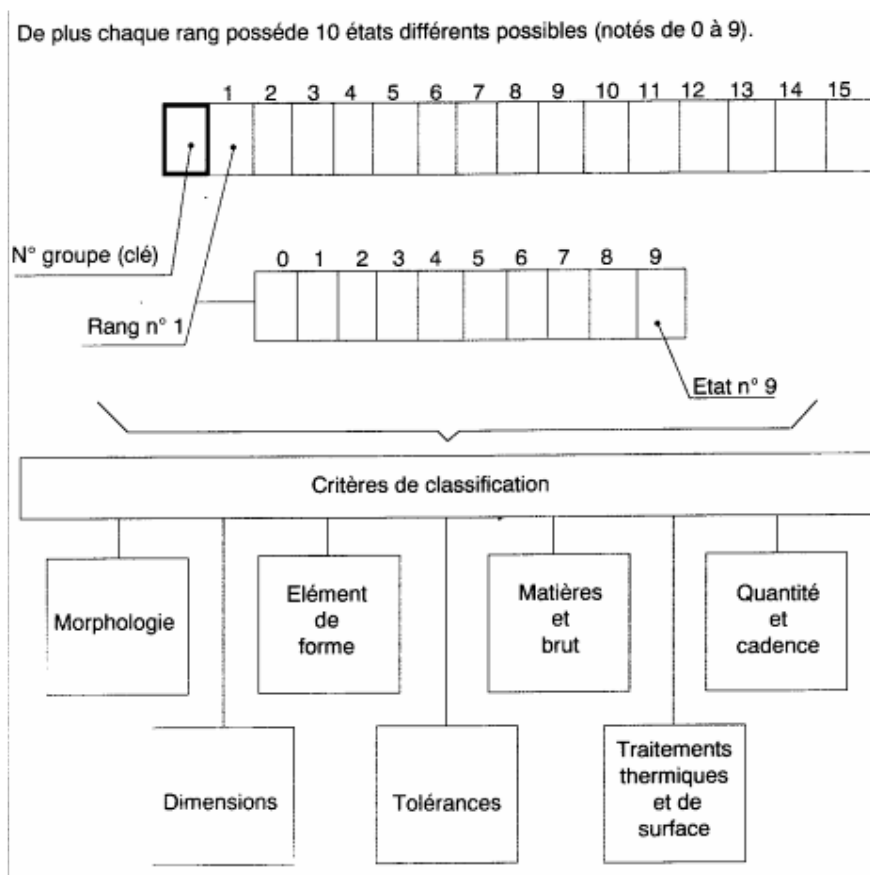 De plus chaque rang posséde 10 états différents possibles (notés de 0 à 9).
1 2 3 4 5 6 7 8 9 10 11 12 13 14 15
N° groupe (clé)
0 1 2 3 4 5 6 7 8 9
Rang n° 1
Etat n° 9
Critères de classification
Morphologie
Elément
de
forme
Matières
et
brut
Quantité
et
cadence
Dimensions
Tolérances
Traitements
thermiques
et de
surface